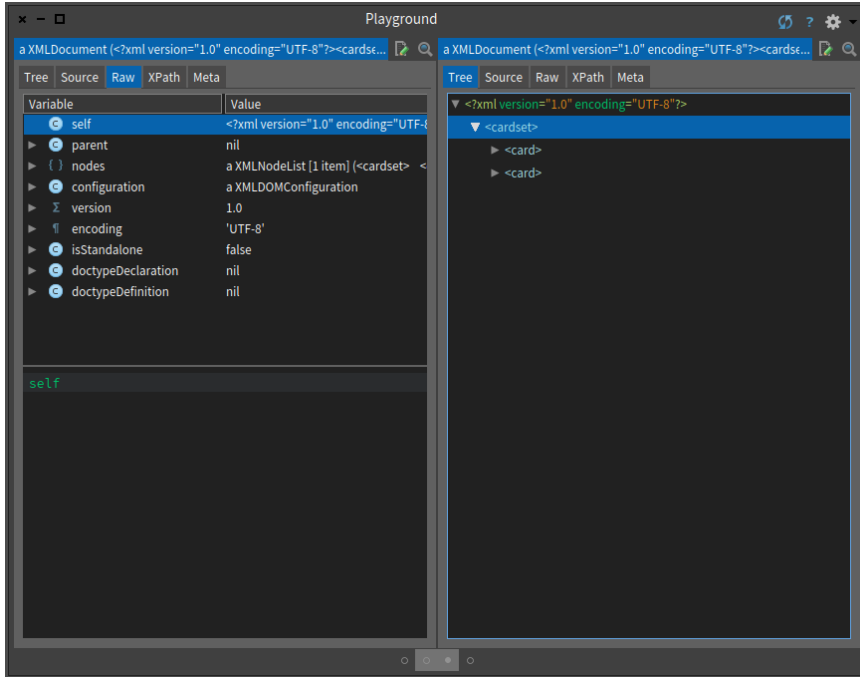 Playground
a XMLDocument (<?xml version="1.0" encoding="UTF-8"?><cardse...
Tree Source Raw XPath Meta
Variable Value
self <?xml version="1.0" encoding="UTF-8
parent nil
nodes a XMLNodeList [1 item] (<cardset> <
configuration a XMLDOMConfiguration
Σ version 1.0
¶ encoding 'UTF-8'
isStandalone false
doctypeDeclaration nil
doctypeDefinition nil
self
a XMLDocument (<?xml version="1.0" encoding="UTF-8"?><cardse...
Tree Source Raw XPath Meta
<?xml version="1.0" encoding="UTF-8"?>
<cardset>
<card>
<card>